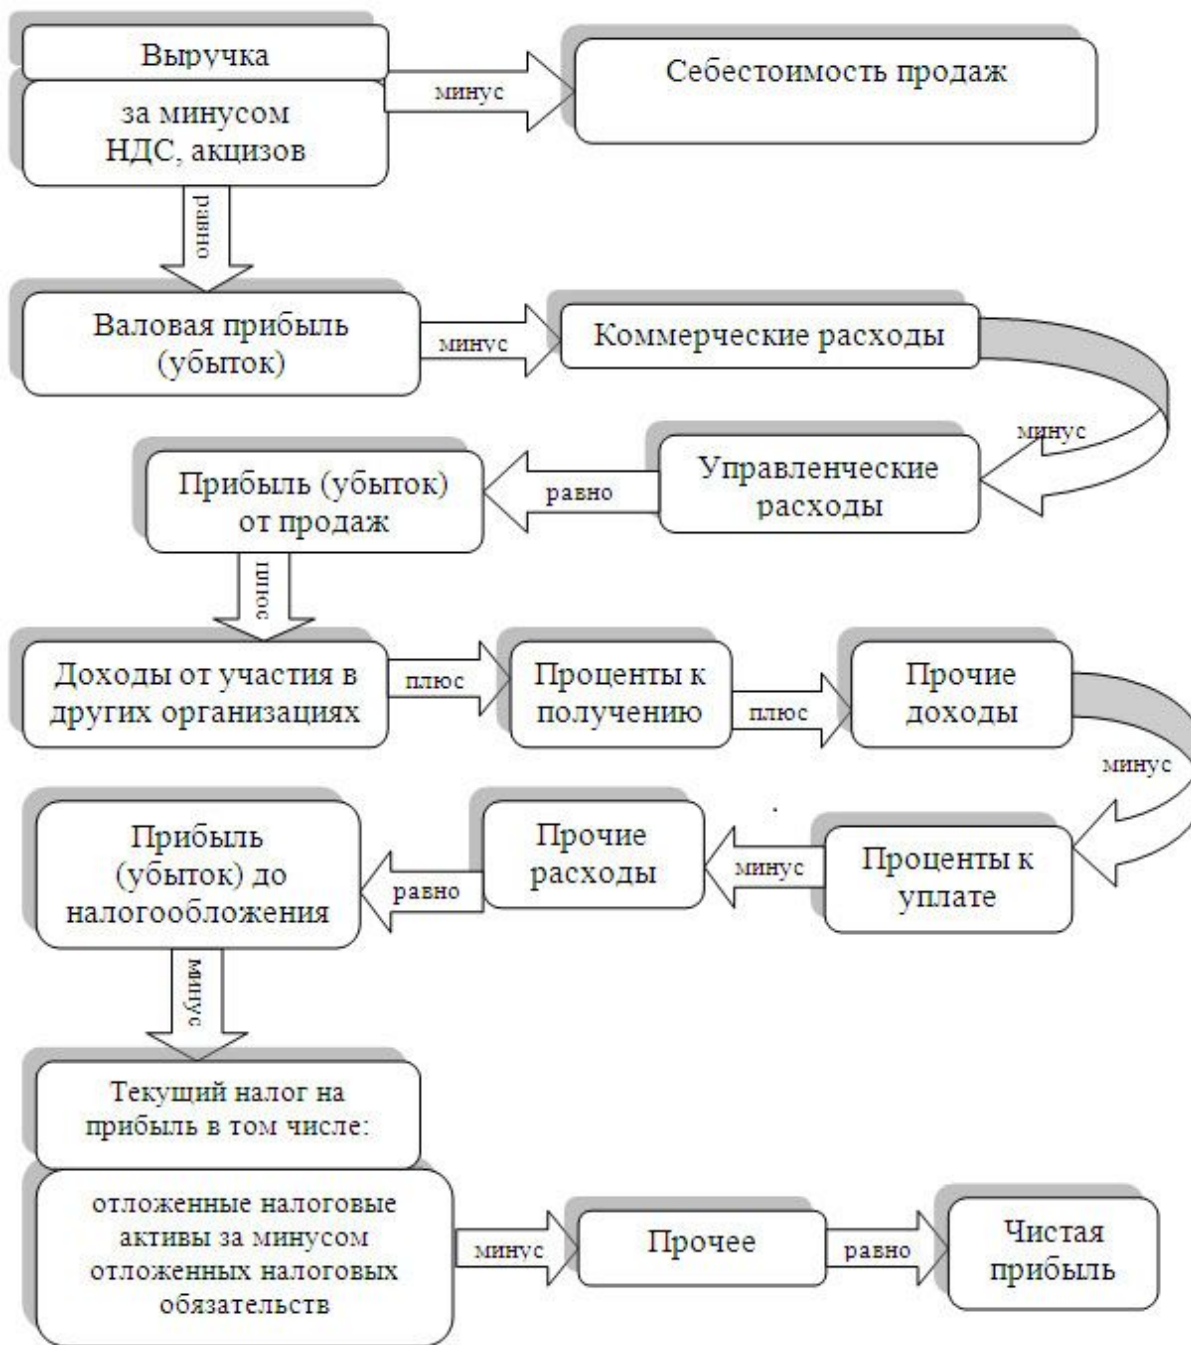 Выручка
за минусом
НДС, акцизов
минус
Себестоимость продаж
равно
Валовая прибыль
(убыток)
минус
Коммерческие расходы
минус
Управленческие
расходы
равно
Прибыль (убыток)
от продаж
плюс
Доходы от участия в
других организациях
плюс
Проценты к
получению
плюс
Прочие
доходы
минус
Проценты к
уплате
минус
Прочие
расходы
равно
Прибыль
(убыток) до
налогообложения
минус
Текущий налог на
прибыль в том числе:
отложенные налоговые
активы за минусом
отложенных налоговых
обязательств
минус
Прочее
равно
Чистая
прибыль